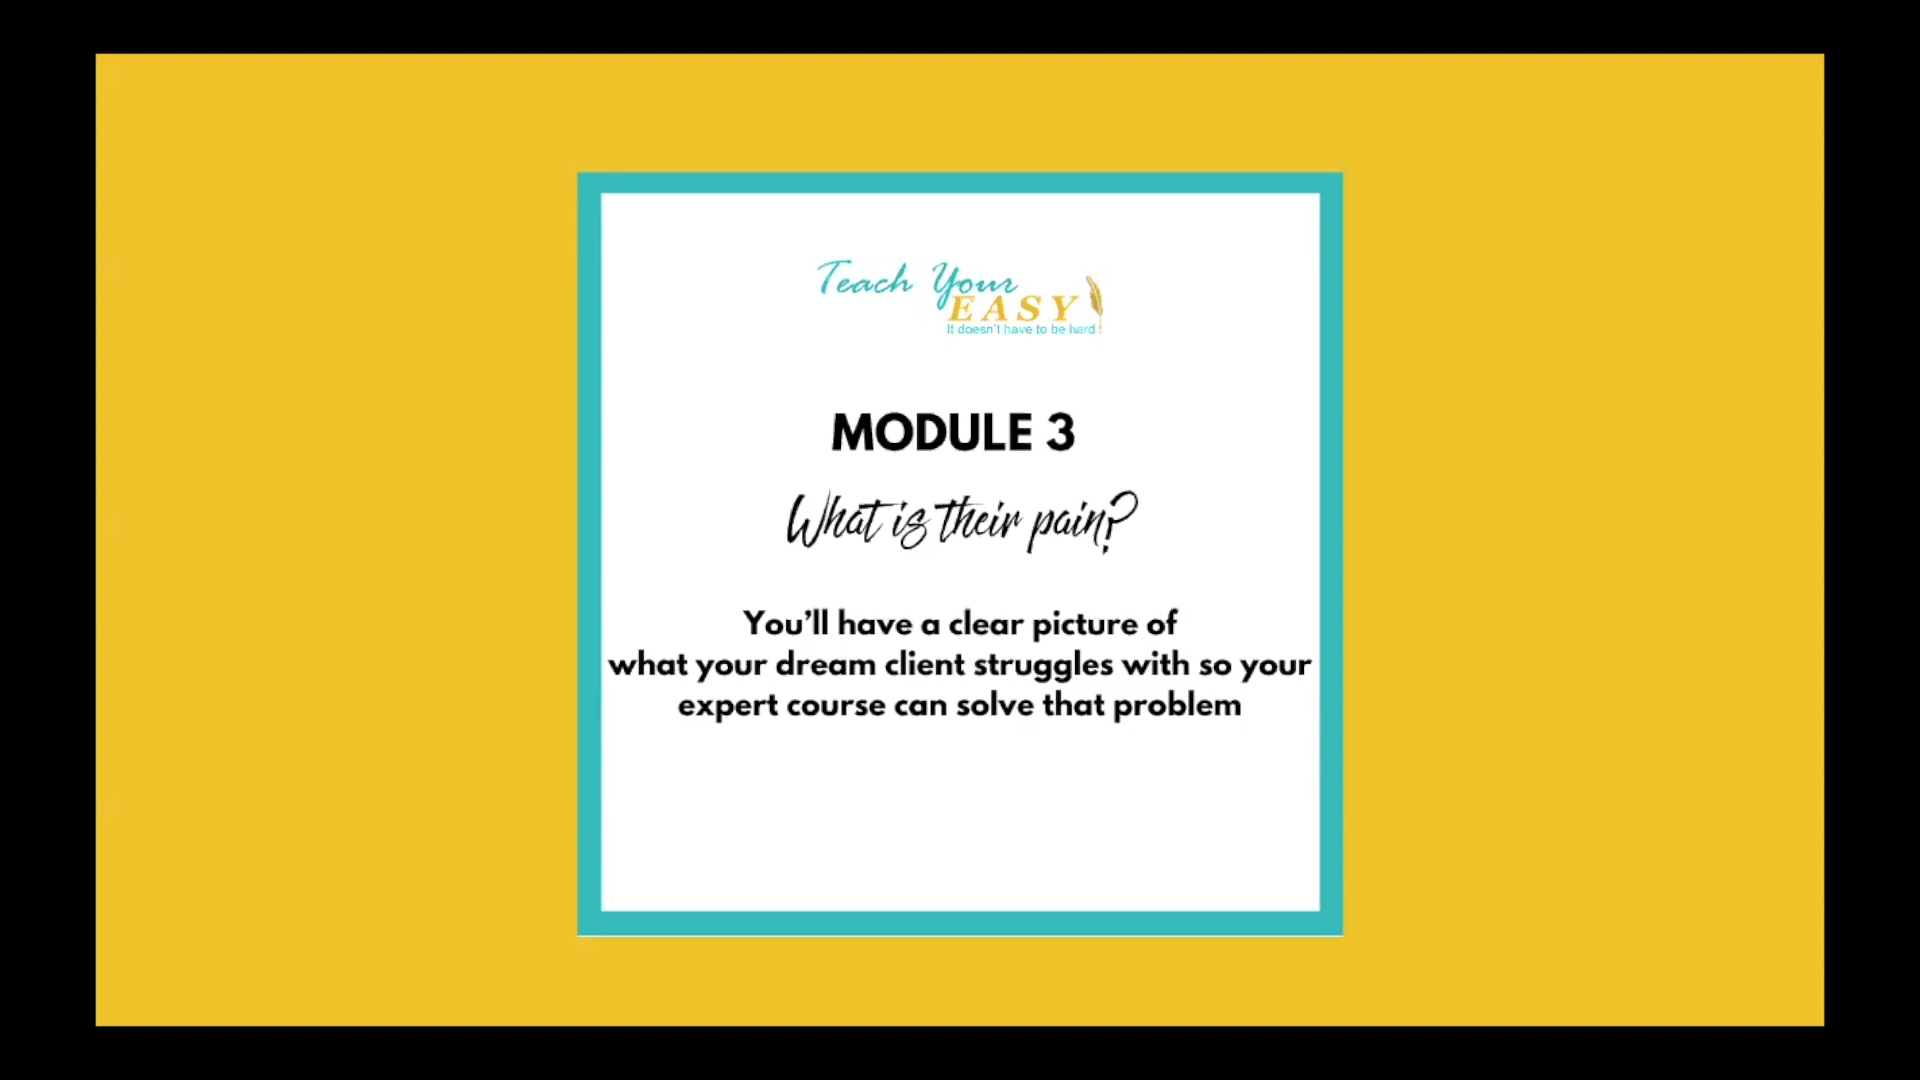 Teach Your
EASY
It doesn't have to be hard!
MODULE 3
What is their pain?
You’ll have a clear picture of
what your dream client struggles with so your
expert course can solve that problem